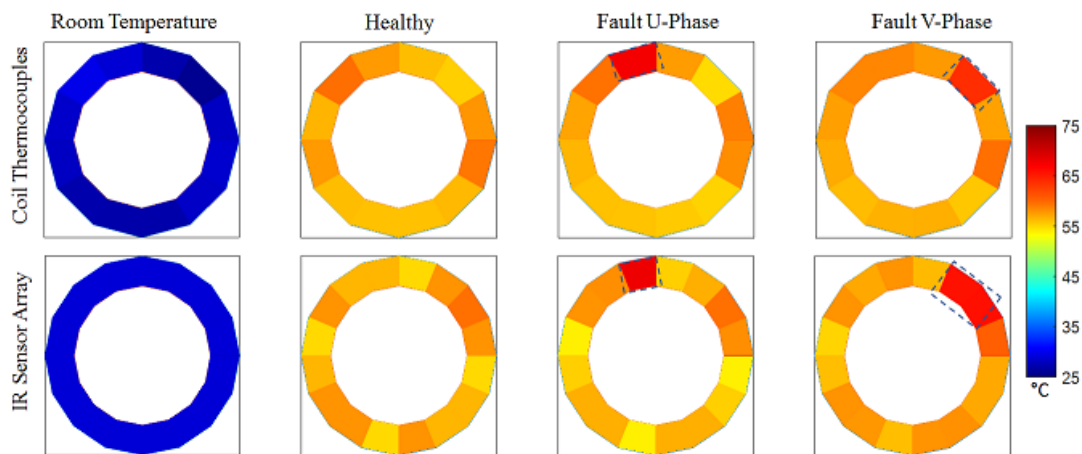 Room Temperature
Healthy
Fault U-Phase
Fault V-Phase
Coil Thermocouples
IR Sensor Array
75
65
55
45
35
25
°C